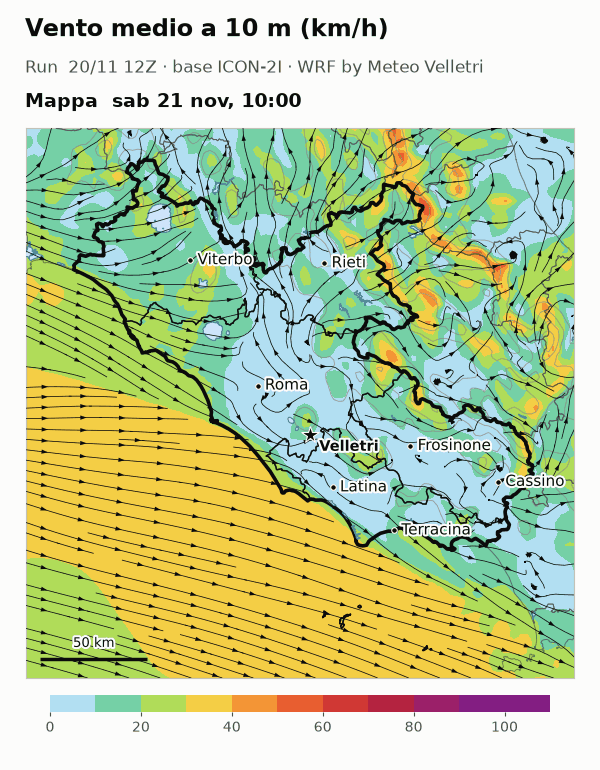 Vento medio a 10 m (km/h)
Run  20/11 12Z · base ICON-2I · WRF by Meteo Velletri
Mappa  sab 21 nov, 10:00
Viterbo
Rieti
Roma
Velletri
Frosinone
Cassino
Latina
Terracina
50 km
0 20 40 60 80 100